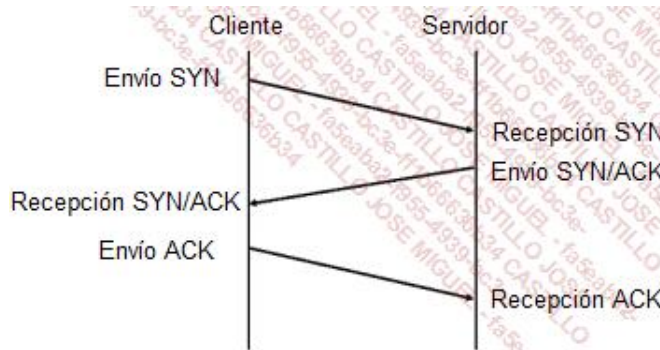 Cliente Servidor
Envío SYN
Recepción SYN
Envío SYN/ACK
Recepción SYN/ACK
Envío ACK
Recepción ACK